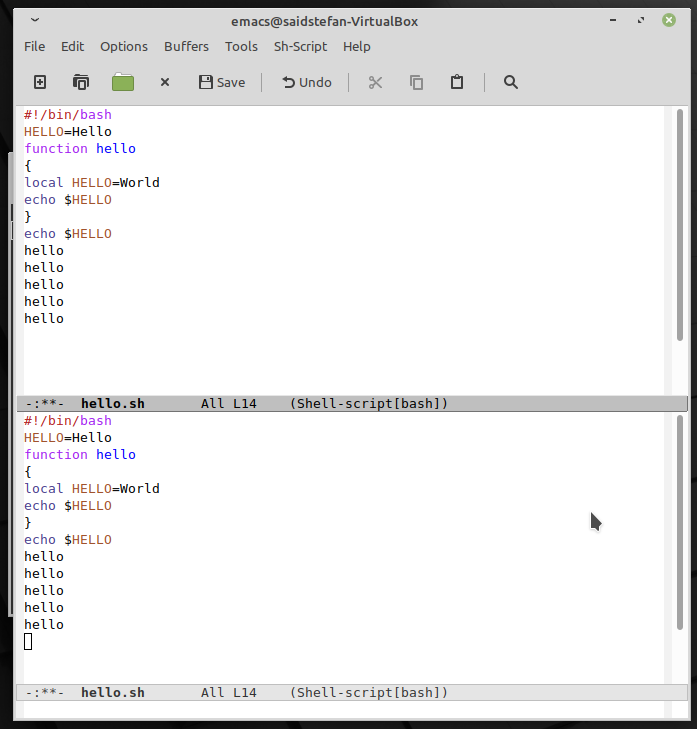 emacs@saidstefan-VirtualBox
File Edit Options Buffers Tools Sh-Script Help
Save Undo
#!/bin/bash
HELLO=Hello
function hello
{
local HELLO=World
echo $HELLO
}
echo $HELLO
hello
hello
hello
hello
hello
-:**-  hello.sh       All L14    (Shell-script[bash])
#!/bin/bash
HELLO=Hello
function hello
{
local HELLO=World
echo $HELLO
}
echo $HELLO
hello
hello
hello
hello
hello
-:**-  hello.sh       All L14    (Shell-script[bash])